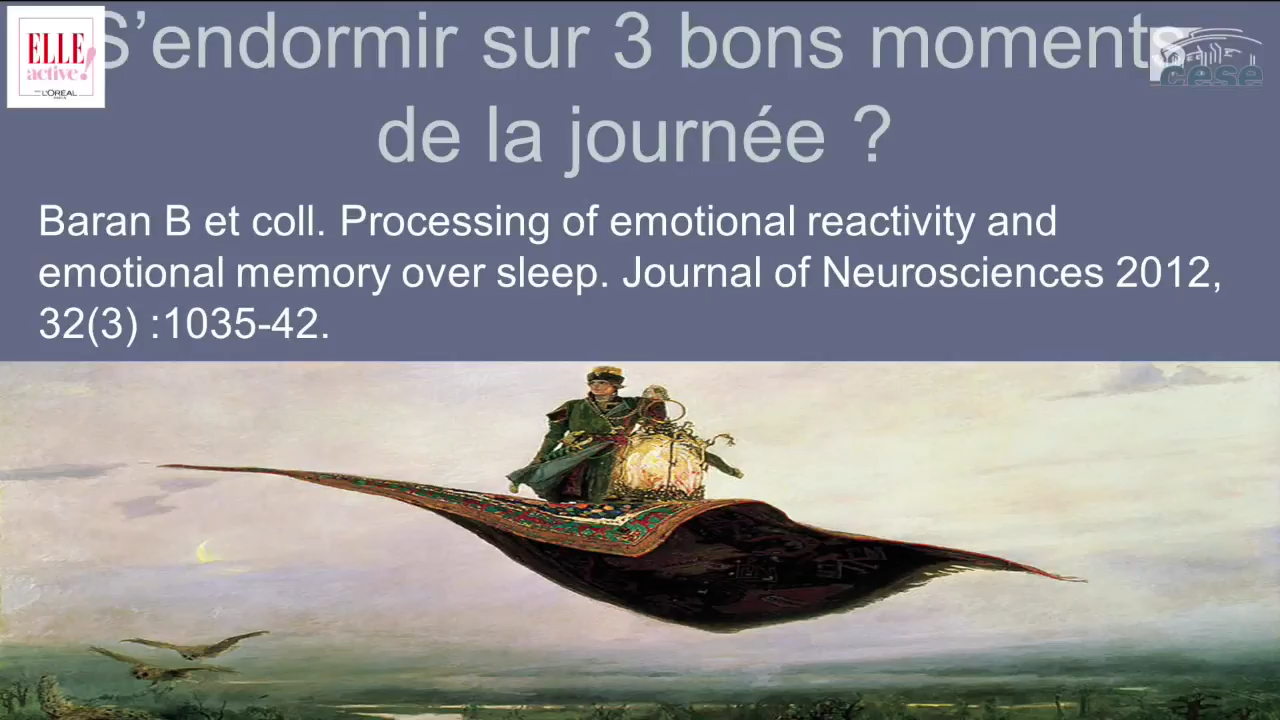 S'endormir sur 3 bons moments
de la journée ?
Baran B et coll. Processing of emotional reactivity and
emotional memory over sleep. Journal of Neurosciences 2012,
32(3) :1035-42.
ELLE
active!
L'ORÉAL
cese